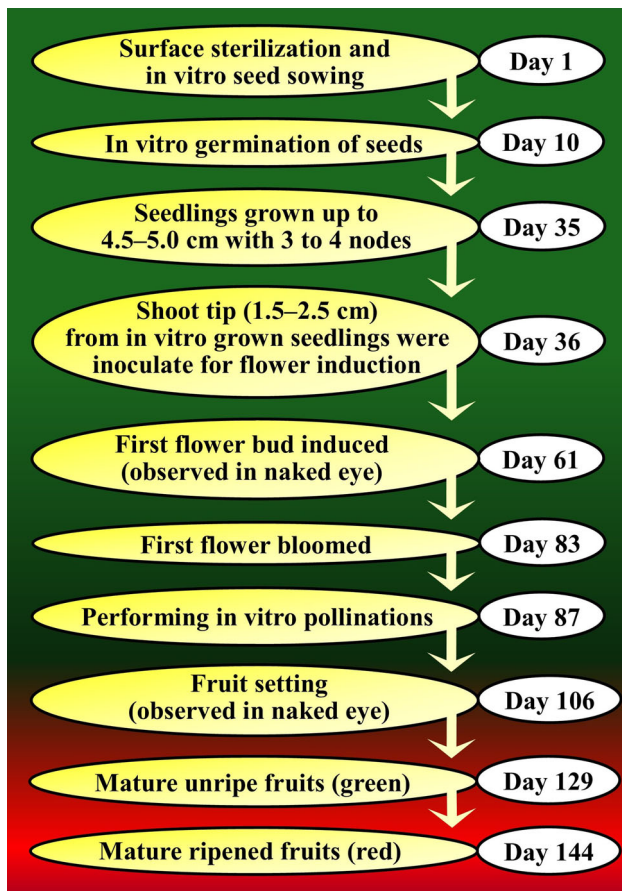 Surface sterilization and
in vitro seed sowing
Day 1
In vitro germination of seeds
Day 10
Seedlings grown up to
4.5–5.0 cm with 3 to 4 nodes
Day 35
Shoot tip (1.5–2.5 cm)
from in vitro grown seedlings were
inoculate for flower induction
Day 36
First flower bud induced
(observed in naked eye)
Day 61
First flower bloomed
Day 83
Performing in vitro pollinations
Day 87
Fruit setting
(observed in naked eye)
Day 106
Mature unripe fruits (green)
Day 129
Mature ripened fruits (red)
Day 144